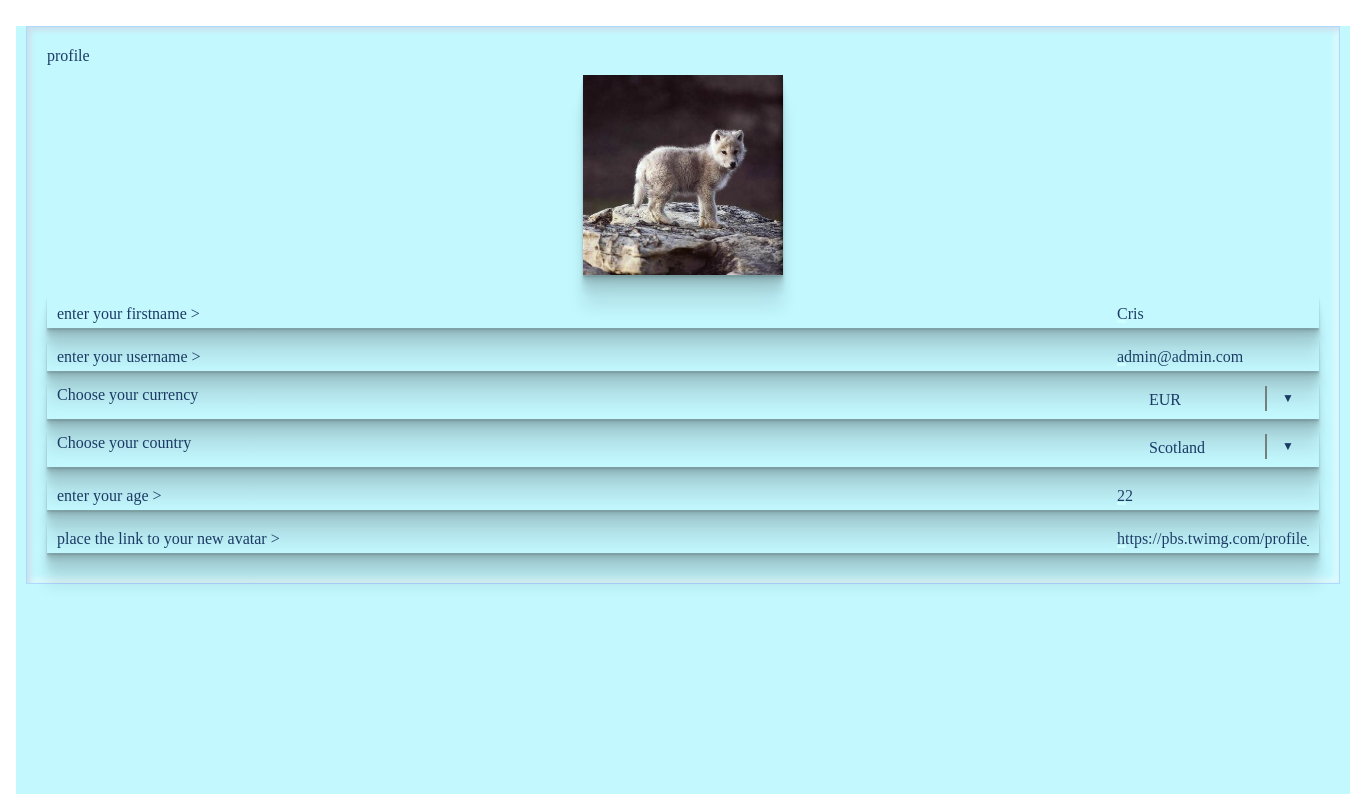 profile
enter your firstname > Cris
enter your username > admin@admin.com
Choose your currency EUR ▼
Choose your country Scotland ▼
enter your age > 22
place the link to your new avatar > https://pbs.twimg.com/profile_